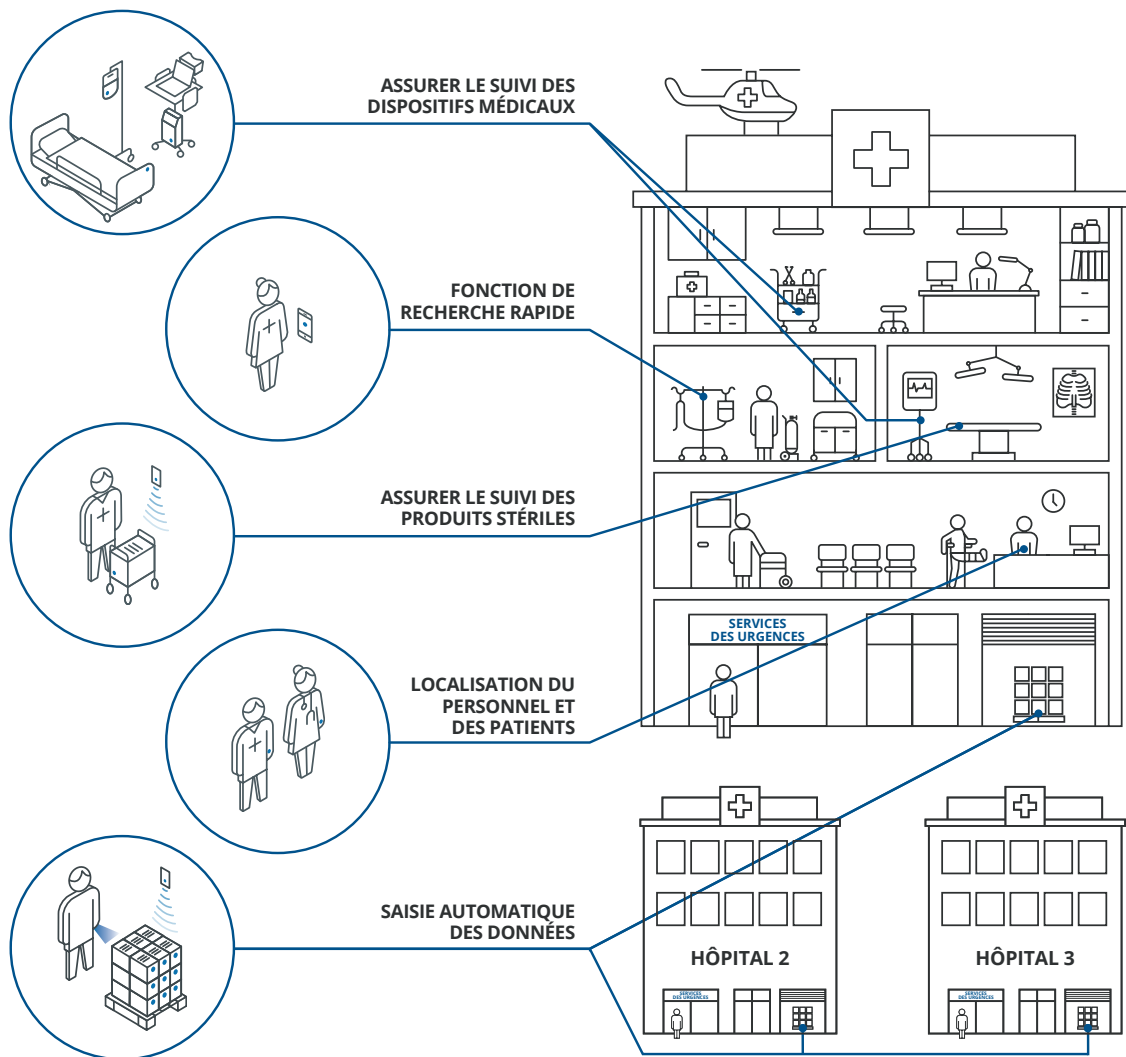 ASSURER LE SUIVI DES
DISPOSITIFS MÉDICAUX
FONCTION DE
RECHERCHE RAPIDE
ASSURER LE SUIVI DES
PRODUITS STÉRILES
SERVICES
DES URGENCES
LOCALISATION DU
PERSONNEL ET
DES PATIENTS
SAISIE AUTOMATIQUE
DES DONNÉES
HÔPITAL 2
HÔPITAL 3
SERVICES
DES URGENCES
SERVICES
DES URGENCES